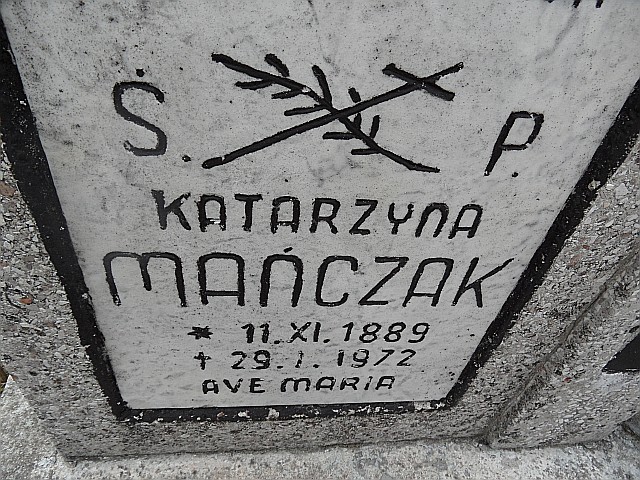 Ś. P.
KATARZYNA
MAŃCZAK
* 11.XI.1889
† 29.I.1972
AVE MARIA